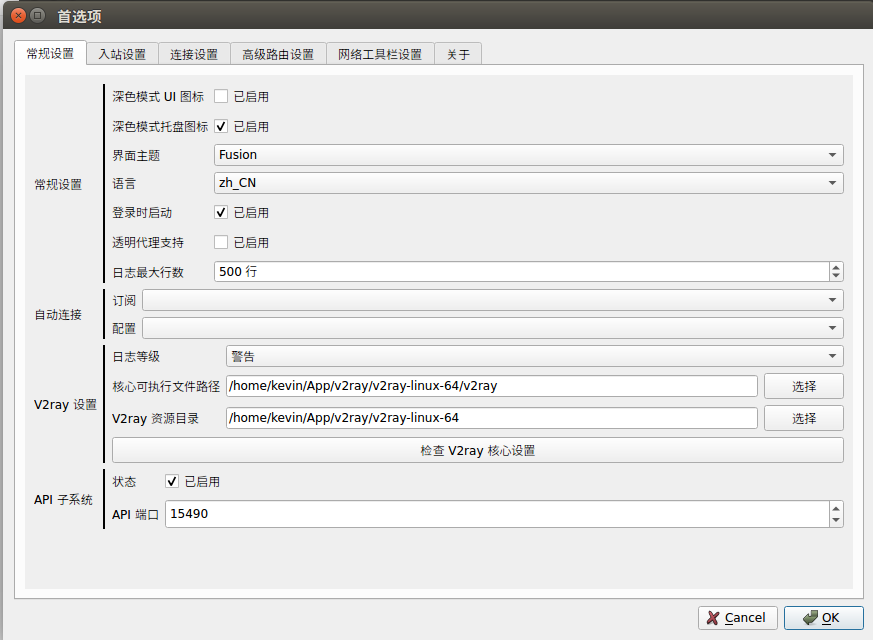 首选项
常规设置 入站设置 连接设置 高级路由设置 网络工具栏设置 关于
常规设置
深色模式 UI 图标 已启用
深色模式托盘图标 已启用
界面主题 Fusion
语言 zh_CN
登录时启动 已启用
透明代理支持 已启用
日志最大行数 500 行
自动连接
订阅
配置
V2ray 设置
日志等级 警告
核心可执行文件路径 /home/kevin/App/v2ray/v2ray-linux-64/v2ray 选择
V2ray 资源目录 /home/kevin/App/v2ray/v2ray-linux-64 选择
检查 V2ray 核心设置
API 子系统
状态 已启用
API 端口 15490
Cancel OK